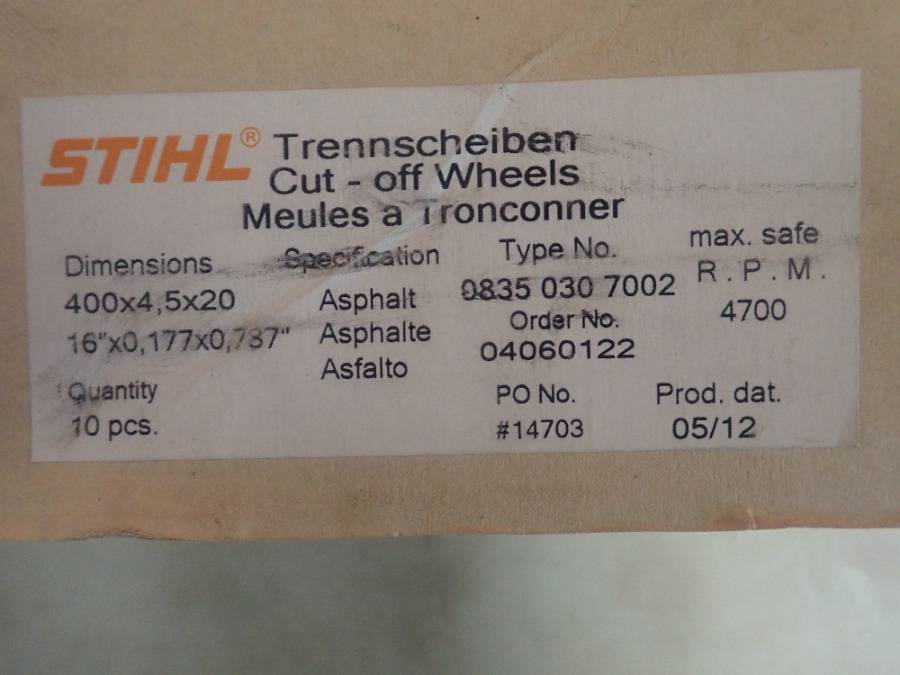 STIHL® Trennscheiben
Cut - off Wheels
Meules a Tronconner
Dimensions
400x4,5x20
16"x0,177x0,787"
Quantity
10 pcs.
Specification
Asphalt
Asphalte
Asfalto
Type No.
0835 030 7002
Order No.
04060122
PO No.
#14703
max. safe
R.P.M.
4700
Prod. dat.
05/12